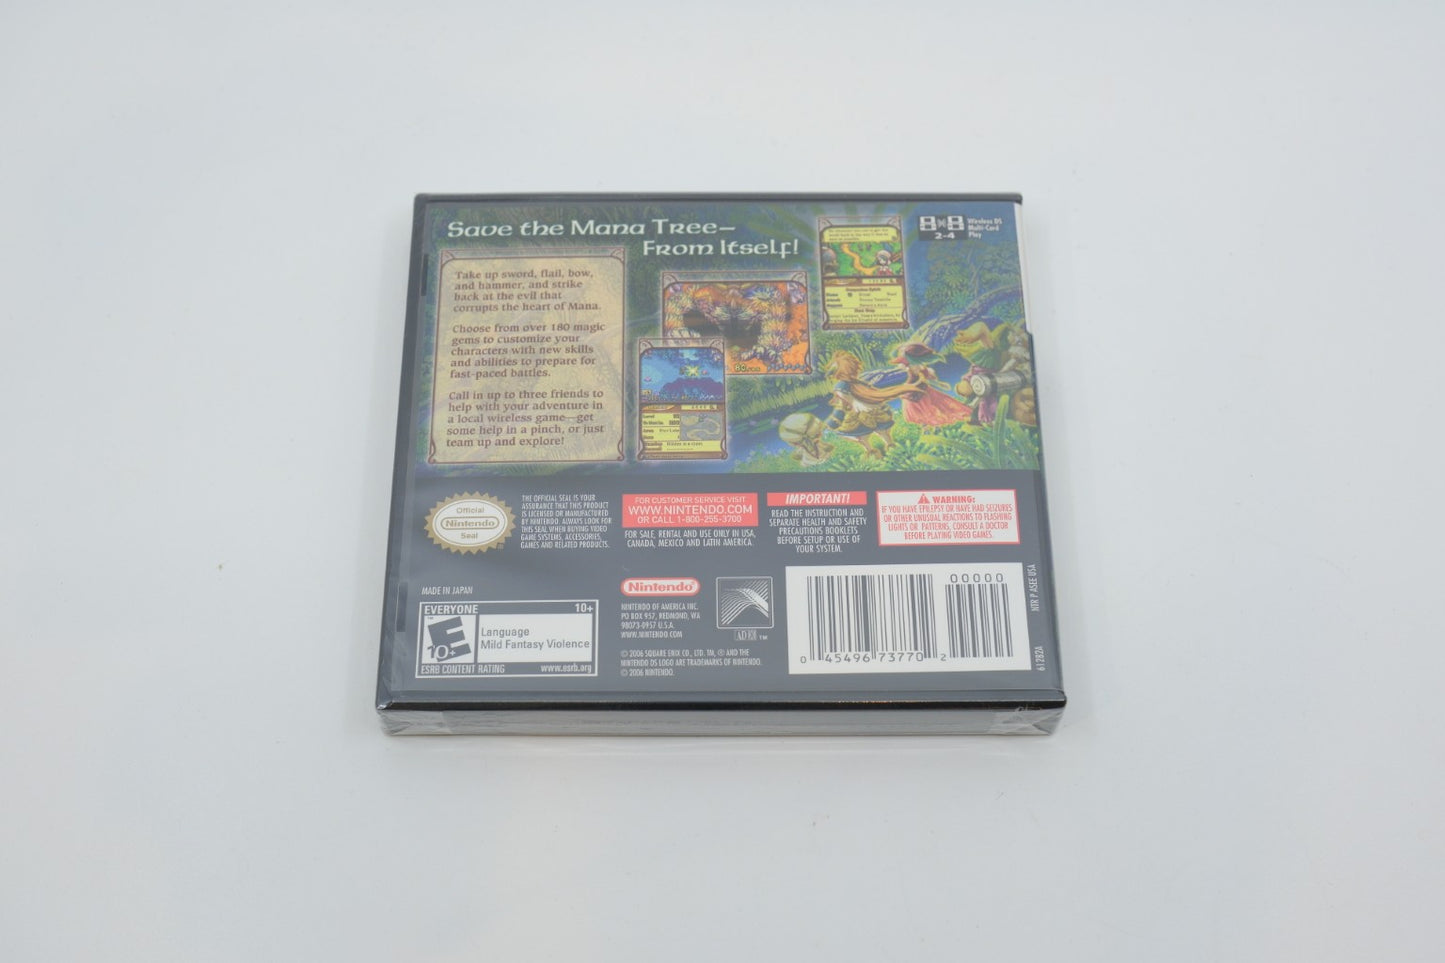 Save the Mana Tree—
From Itself!
8x8
2-4
Wireless DS
Multi-Card
Play
Take up sword, flail, bow,
and hammer, and strike
back at the evil that
corrupts the heart of Mana.
Choose from over 180 magic
gems to customize your
characters with new skills
and abilities to prepare for
fast-paced battles.
Call in up to three friends to
help with your adventure in
a local wireless game—get
some help in a pinch, or just
team up and explore!
Official
Nintendo
Seal
THE OFFICIAL SEAL IS YOUR
ASSURANCE THAT THIS PRODUCT
IS LICENSED OR MANUFACTURED
BY NINTENDO. ALWAYS LOOK FOR
THIS SEAL WHEN BUYING VIDEO
GAME SYSTEMS, ACCESSORIES,
GAMES AND RELATED PRODUCTS.
FOR CUSTOMER SERVICE VISIT
WWW.NINTENDO.COM
OR CALL 1-800-255-3700
FOR SALE, RENTAL AND USE ONLY IN USA,
CANADA, MEXICO AND LATIN AMERICA.
IMPORTANT!
READ THE INSTRUCTION AND
SEPARATE HEALTH AND SAFETY
PRECAUTIONS BOOKLETS
BEFORE SETUP OR USE OF
YOUR SYSTEM.
WARNING:
IF YOU HAVE EPILEPSY OR HAVE HAD SEIZURES
OR OTHER UNUSUAL REACTIONS TO FLASHING
LIGHTS OR PATTERNS, CONSULT A DOCTOR
BEFORE PLAYING VIDEO GAMES.
MADE IN JAPAN
EVERYONE 10+
E
10+
Language
Mild Fantasy Violence
ESRB CONTENT RATING www.esrb.org
Nintendo
NINTENDO OF AMERICA INC.
PO BOX 957, REDMOND, WA
98073-0957 U.S.A.
WWW.NINTENDO.COM
© 2006 SQUARE ENIX CO., LTD. TM, ® AND THE
NINTENDO DS LOGO ARE TRADEMARKS OF NINTENDO.
© 2006 NINTENDO.
TM
00000
0 45496 73770 2
NTR P ASEE USA
61282A